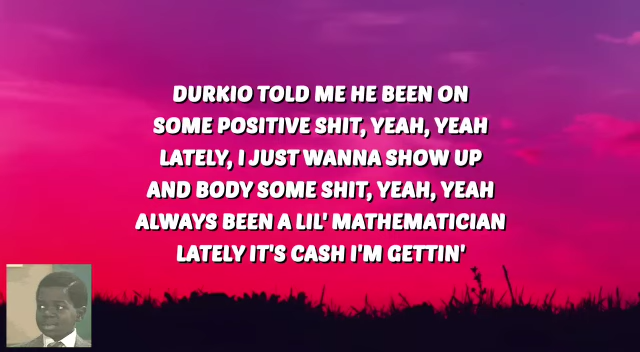 DURKIO TOLD ME HE BEEN ON
SOME POSITIVE SHIT, YEAH, YEAH
LATELY, I JUST WANNA SHOW UP
AND BODY SOME SHIT, YEAH, YEAH
ALWAYS BEEN A LIL' MATHEMATICIAN
LATELY IT'S CASH I'M GETTIN'